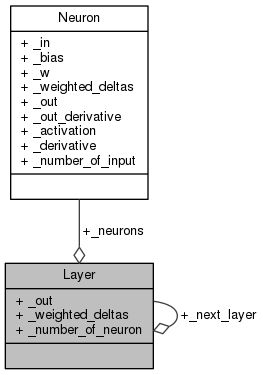 Neuron
+ _in
+ _bias
+ _w
+ _weighted_deltas
+ _out
+ _out_derivative
+ _activation
+ _derivative
+ _number_of_input
+_neurons
Layer
+ _out
+ _weighted_deltas
+ _number_of_neuron
+_next_layer